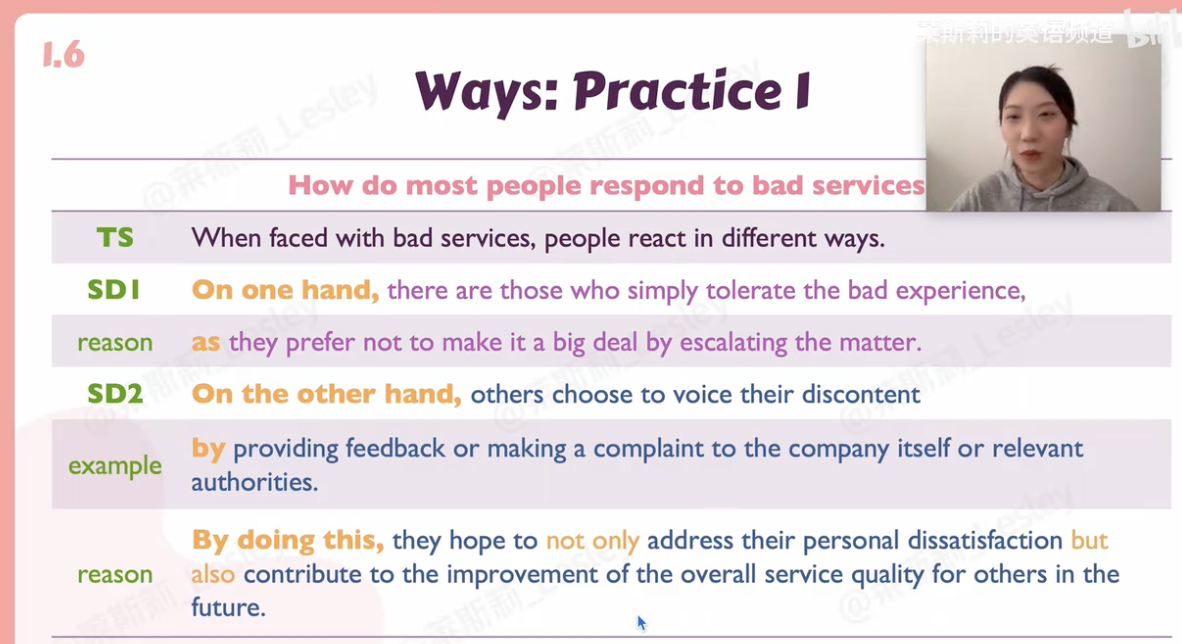 莱斯莉的英语频道
bili
1.6
Ways: Practice 1
How do most people respond to bad services
TS When faced with bad services, people react in different ways.
SD1 On one hand, there are those who simply tolerate the bad experience,
reason as they prefer not to make it a big deal by escalating the matter.
SD2 On the other hand, others choose to voice their discontent
example by providing feedback or making a complaint to the company itself or relevant
authorities.
reason By doing this, they hope to not only address their personal dissatisfaction but
also contribute to the improvement of the overall service quality for others in the
future.
@莱斯莉_Lesley